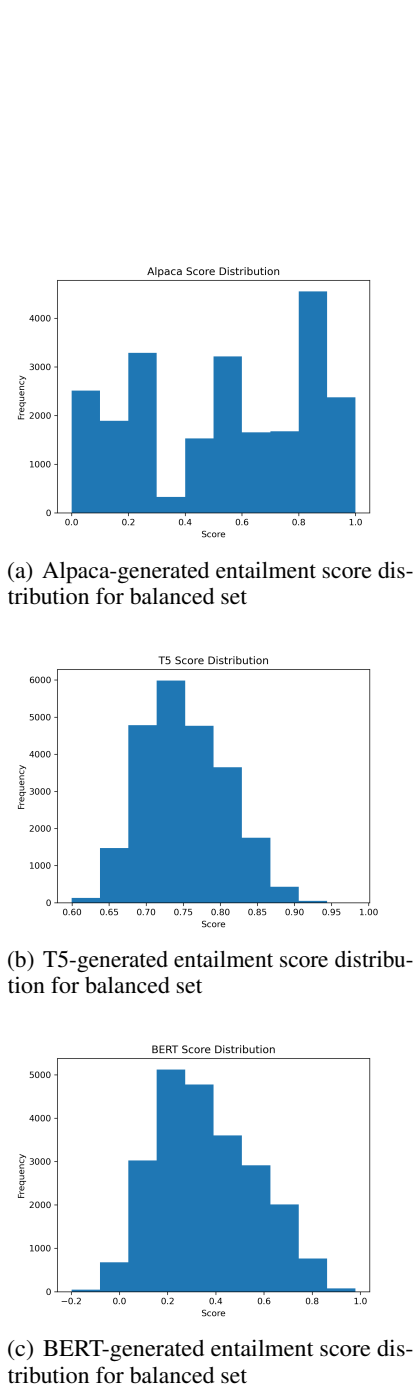 Alpaca Score Distribution
4000
3000
2000
1000
0
Frequency
0.0 0.2 0.4 0.6 0.8 1.0
Score
(a) Alpaca-generated entailment score dis-
tribution for balanced set
T5 Score Distribution
6000
5000
4000
3000
2000
1000
0
Frequency
0.60 0.65 0.70 0.75 0.80 0.85 0.90 0.95 1.00
Score
(b) T5-generated entailment score distribu-
tion for balanced set
BERT Score Distribution
5000
4000
3000
2000
1000
0
Frequency
−0.2 0.0 0.2 0.4 0.6 0.8 1.0
Score
(c) BERT-generated entailment score dis-
tribution for balanced set